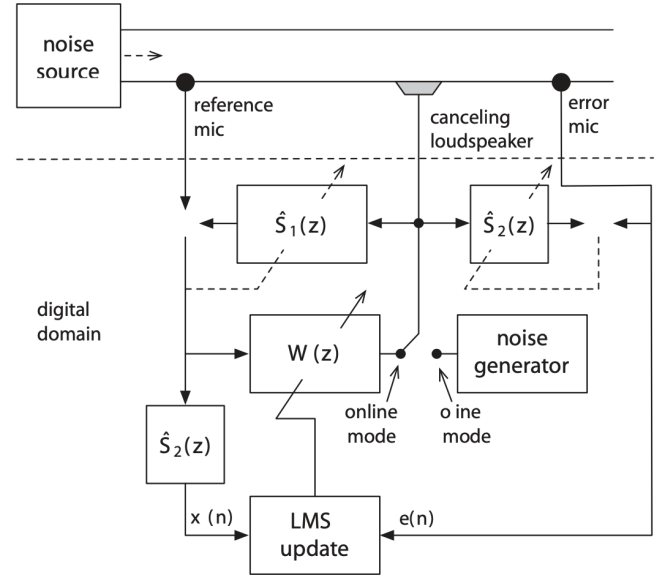 noise
source
reference
mic
canceling
loudspeaker
error
mic
Ŝ₁(z)
Ŝ₂(z)
digital
domain
W (z)
noise
generator
online
mode
o ine
mode
Ŝ₂(z)
x (n)
LMS
update
e(n)